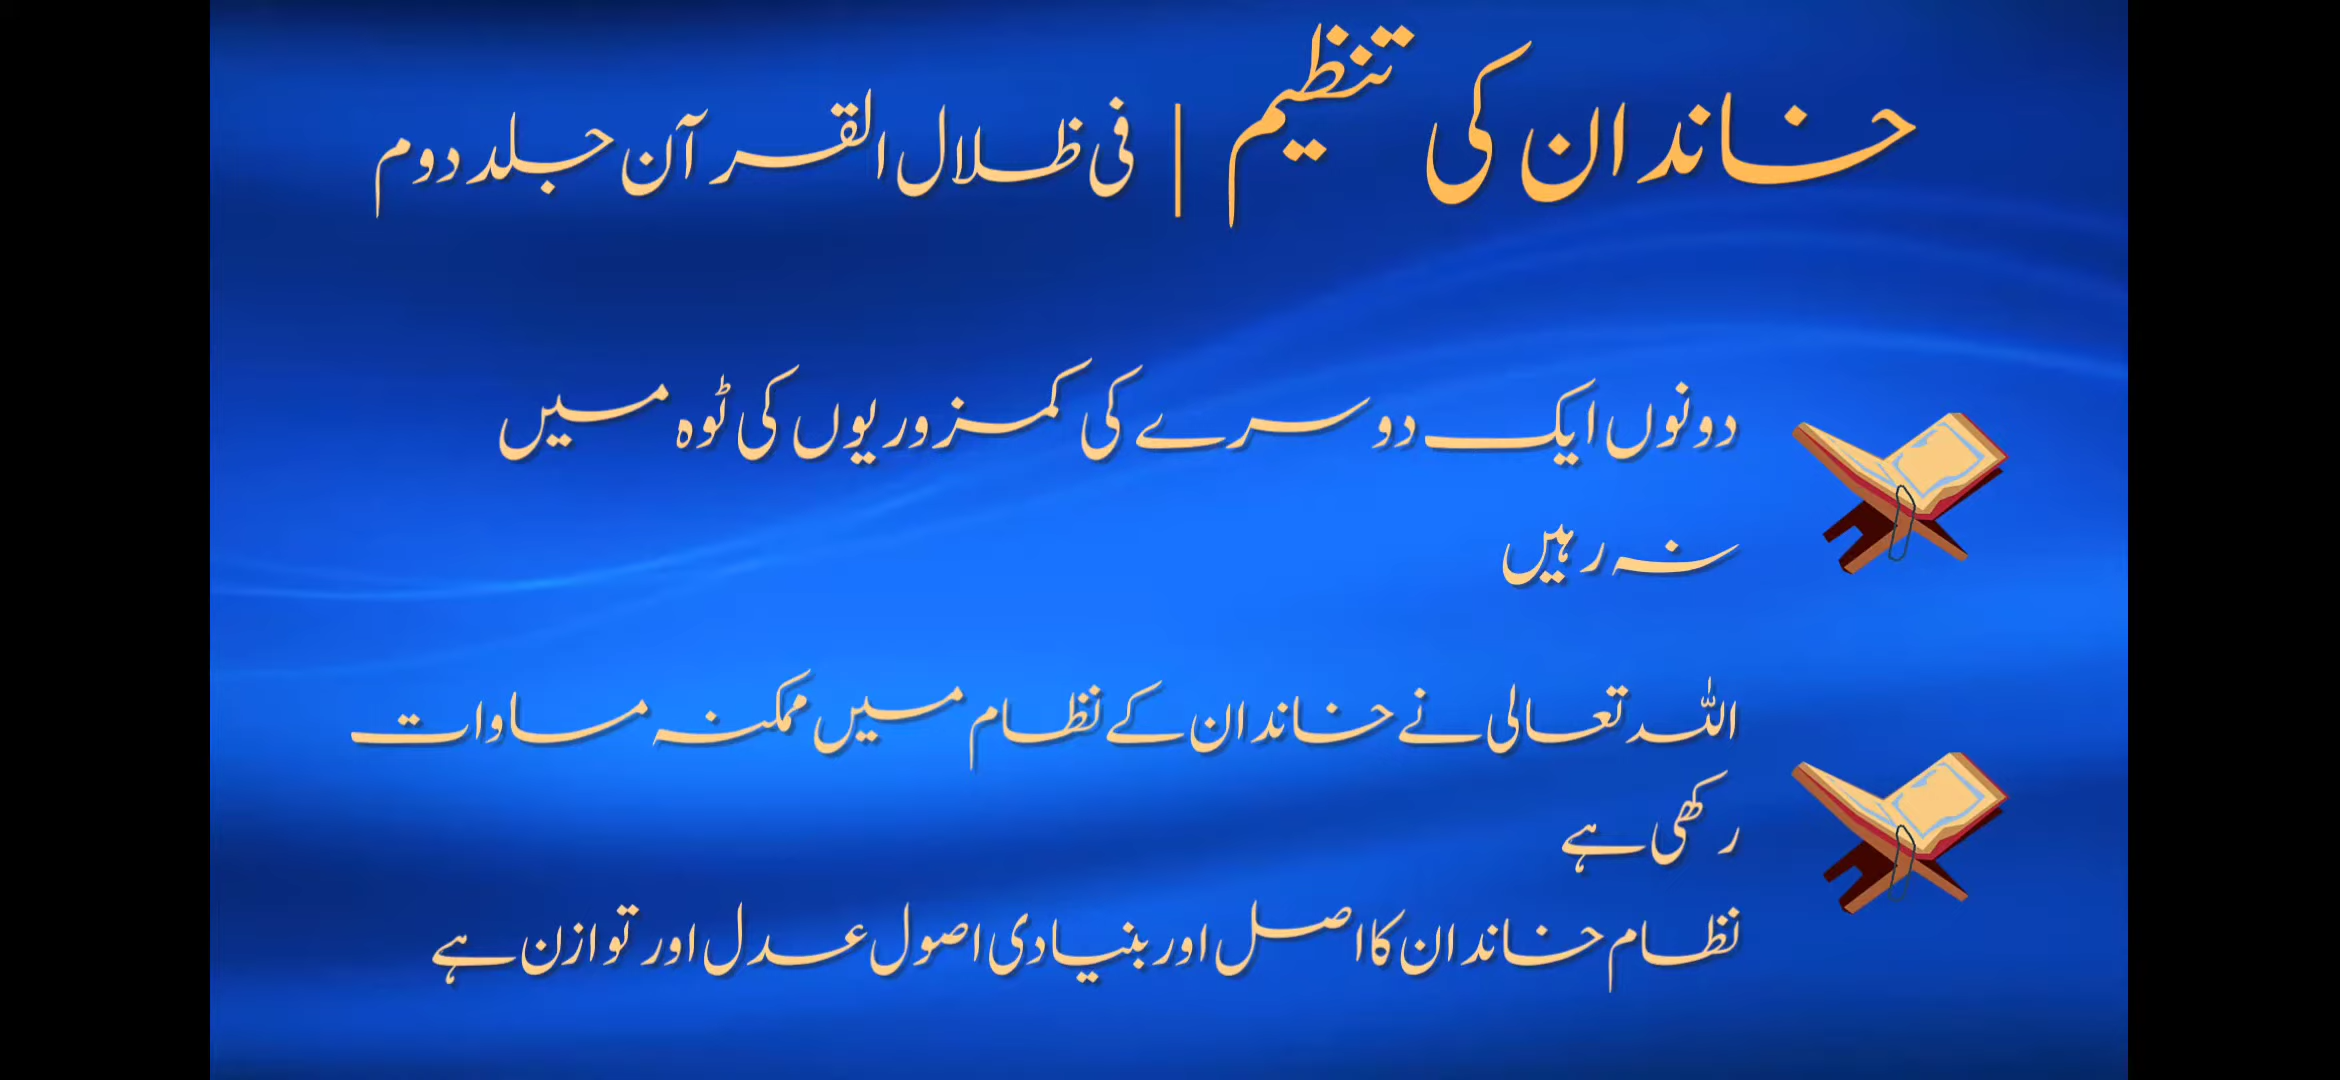 خاندان کی تنظیم | فی ظلال القرآن جلد دوم
دونوں ایک دوسرے کی کمزوریوں کی ٹوہ میں
نہ رہیں
اللہ تعالی نے خاندان کے نظام میں ممکنہ مساوات
رکھی ہے
نظام خاندان کا اصل اور بنیادی اصول عدل اور توازن ہے